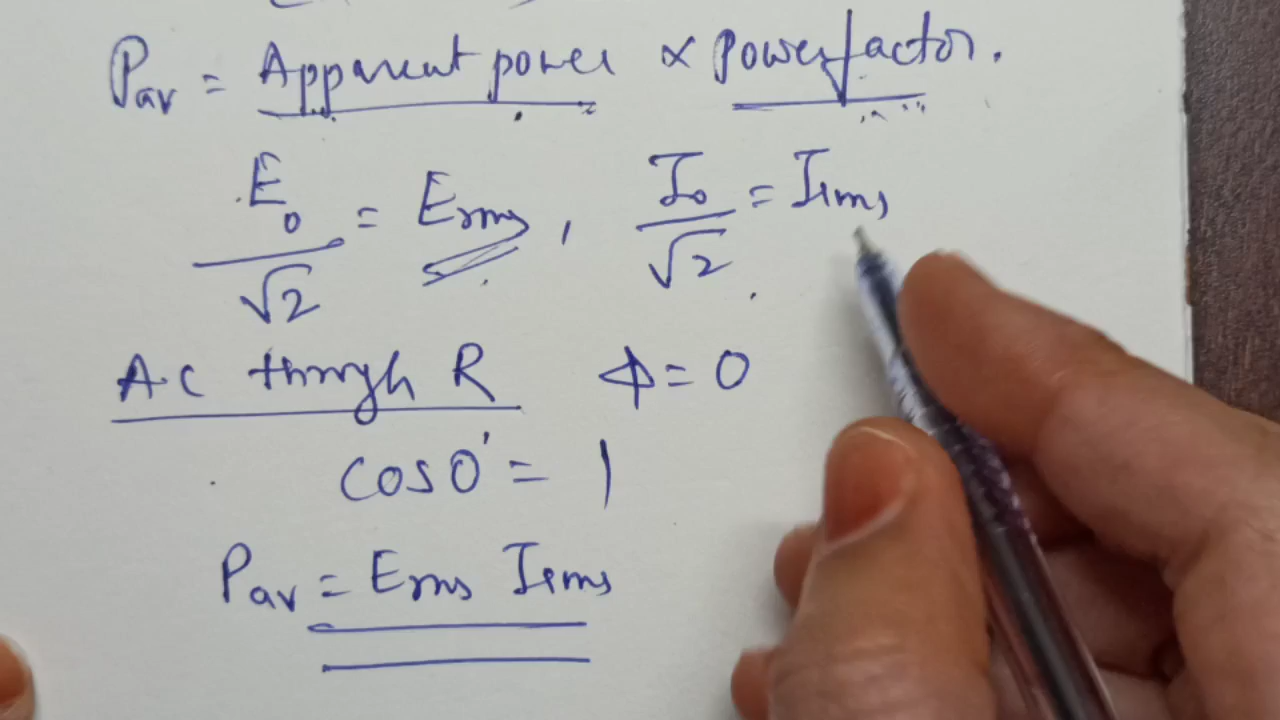 Pav = Apparent power × Powerfactor.
E₀/√2 = Erms, I₀/√2 = Irms
A.C through R ϕ = 0
cos 0° = 1
Pav = Erms Irms